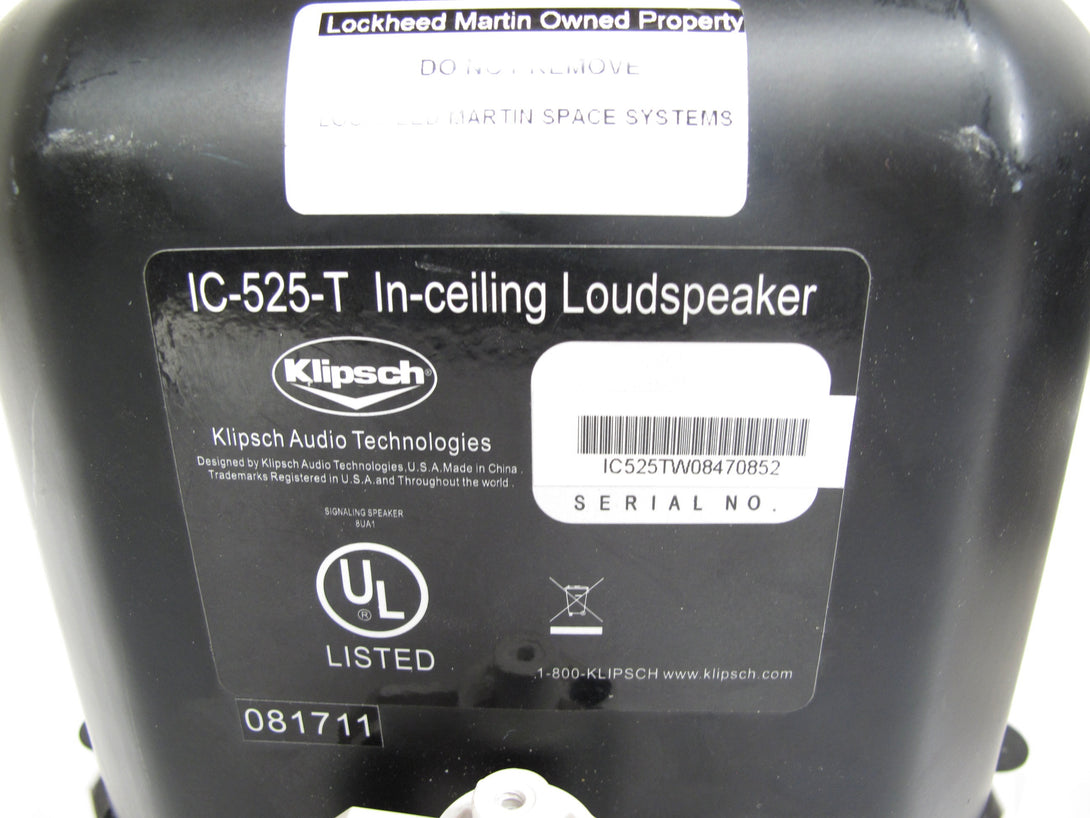 Lockheed Martin Owned Property
DO NOT REMOVE
LOCKHEED MARTIN SPACE SYSTEMS
IC-525-T In-ceiling Loudspeaker
Klipsch®
Klipsch Audio Technologies
Designed by Klipsch Audio Technologies, U.S.A. Made in China .
Trademarks Registered in U.S.A. and Throughout the world .
IC525TW08470852
SERIAL NO.
SIGNALING SPEAKER
8UA1
UL
®
LISTED
.1-800-KLIPSCH www.klipsch.com
081711